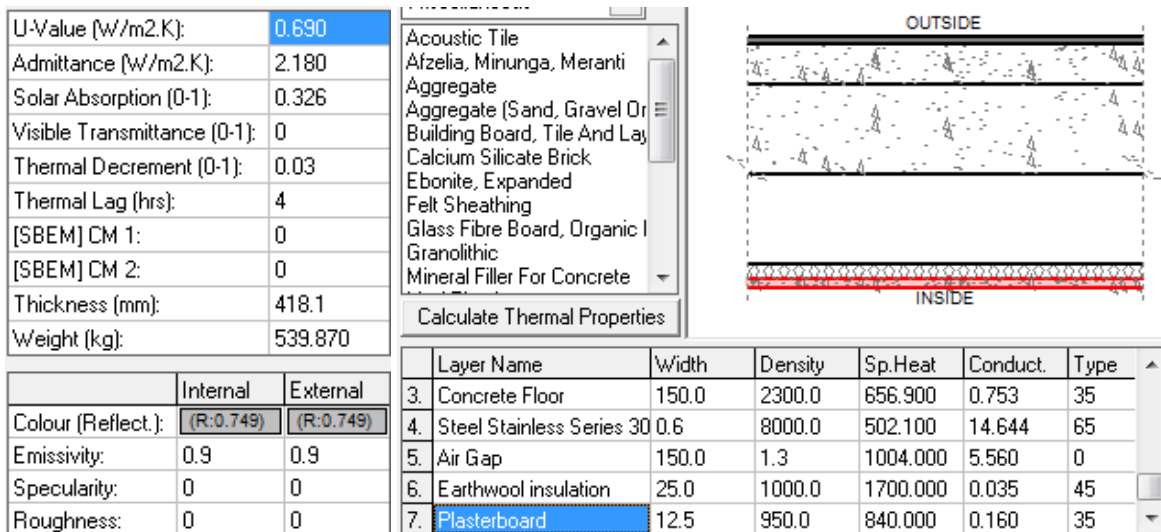 U-Value (W/m2.K): 0.690
Admittance (W/m2.K): 2.180
Solar Absorption (0-1): 0.326
Visible Transmittance (0-1): 0
Thermal Decrement (0-1): 0.03
Thermal Lag (hrs): 4
[SBEM] CM 1: 0
[SBEM] CM 2: 0
Thickness (mm): 418.1
Weight (kg): 539.870
Internal External
Colour (Reflect.): (R:0.749) (R:0.749)
Emissivity: 0.9 0.9
Specularity: 0 0
Roughness: 0 0
Acoustic Tile
Afzelia, Minunga, Meranti
Aggregate
Aggregate (Sand, Gravel Or
Building Board, Tile And Lay
Calcium Silicate Brick
Ebonite, Expanded
Felt Sheathing
Glass Fibre Board, Organic
Granolithic
Mineral Filler For Concrete
Calculate Thermal Properties
OUTSIDE
INSIDE
Layer Name Width Density Sp.Heat Conduct. Type
3. Concrete Floor 150.0 2300.0 656.900 0.753 35
4. Steel Stainless Series 30 0.6 8000.0 502.100 14.644 65
5. Air Gap 150.0 1.3 1004.000 5.560 0
6. Earthwool insulation 25.0 1000.0 1700.000 0.035 45
7. Plasterboard 12.5 950.0 840.000 0.160 35